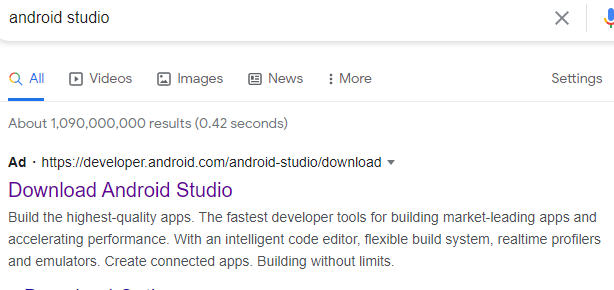 android studio
All Videos Images News More Settings
About 1,090,000,000 results (0.42 seconds)
Ad · https://developer.android.com/android-studio/download
Download Android Studio
Build the highest-quality apps. The fastest developer tools for building market-leading apps and
accelerating performance. With an intelligent code editor, flexible build system, realtime profilers
and emulators. Create connected apps. Building without limits.